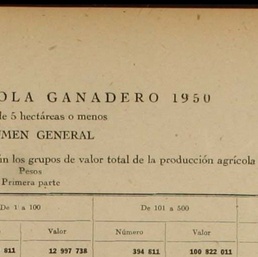 OLA GANADERO 1950
de 5 hectáreas o menos
MEN GENERAL
ún los grupos de valor total de la producción agrícola
Pesos
Primera parte
De 1 a 100 De 101 a 500
Valor Número Valor
811 12 997 738 394 811 100 822 011